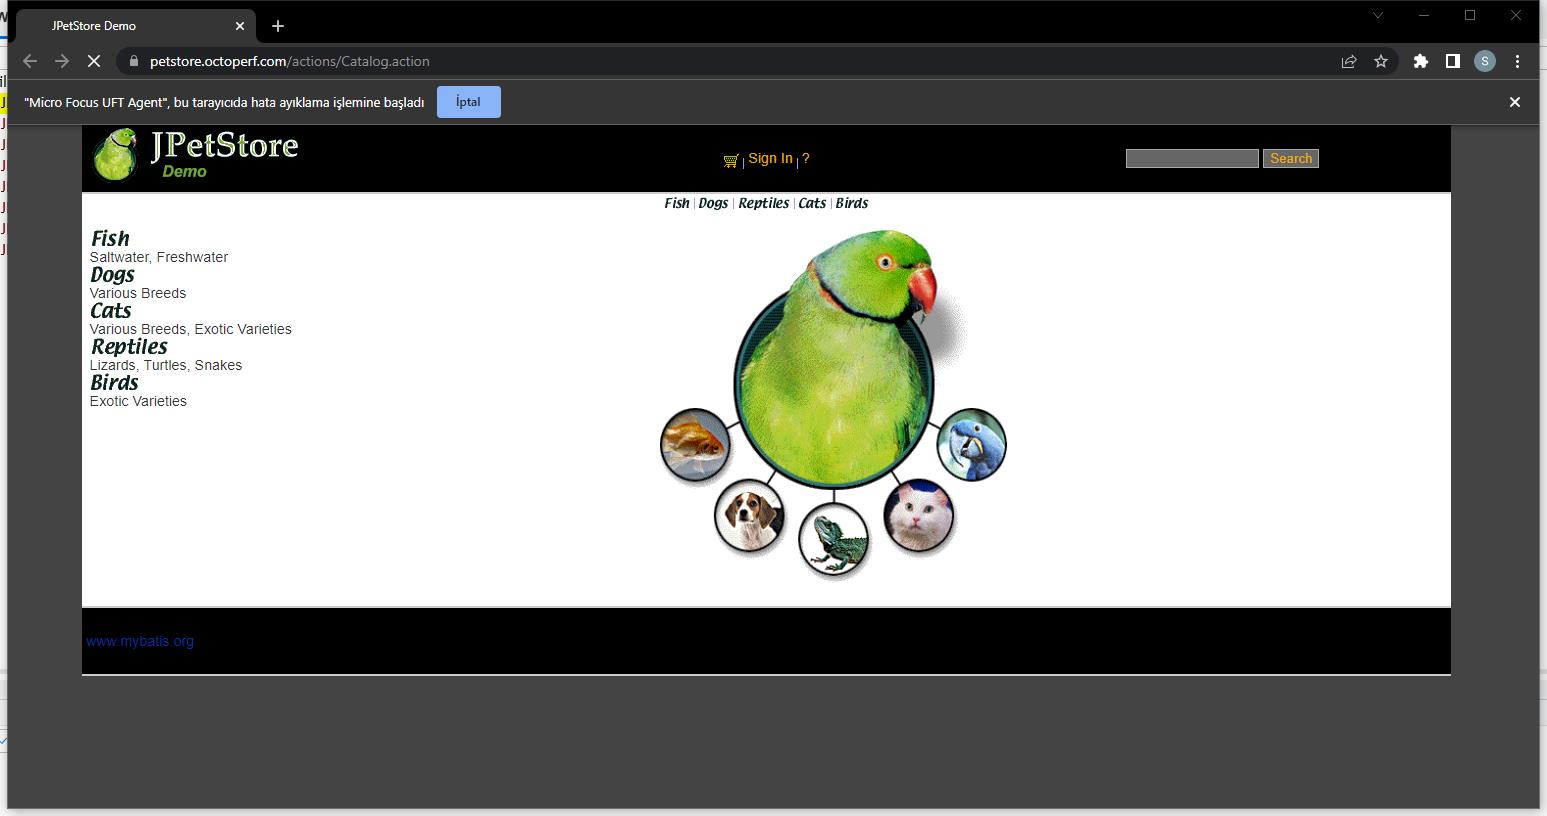 JPetStore Demo
petstore.octoperf.com/actions/Catalog.action
S
"Micro Focus UFT Agent", bu tarayıcıda hata ayıklama işlemine başladı
İptal
JPetStore
Demo
Sign In
?
Search
Fish | Dogs | Reptiles | Cats | Birds
Fish
Saltwater, Freshwater
Dogs
Various Breeds
Cats
Various Breeds, Exotic Varieties
Reptiles
Lizards, Turtles, Snakes
Birds
Exotic Varieties
www.mybatis.org